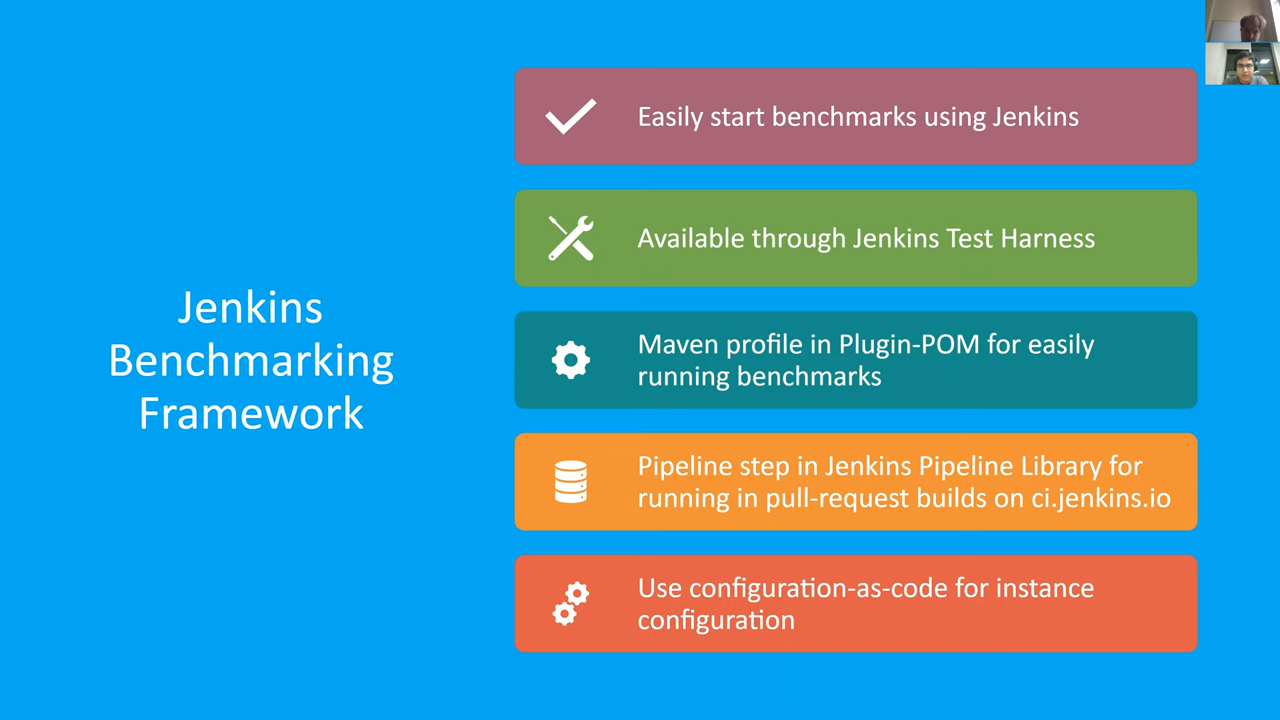 Jenkins
Benchmarking
Framework
Easily start benchmarks using Jenkins
Available through Jenkins Test Harness
Maven profile in Plugin-POM for easily
running benchmarks
Pipeline step in Jenkins Pipeline Library for
running in pull-request builds on ci.jenkins.io
Use configuration-as-code for instance
configuration